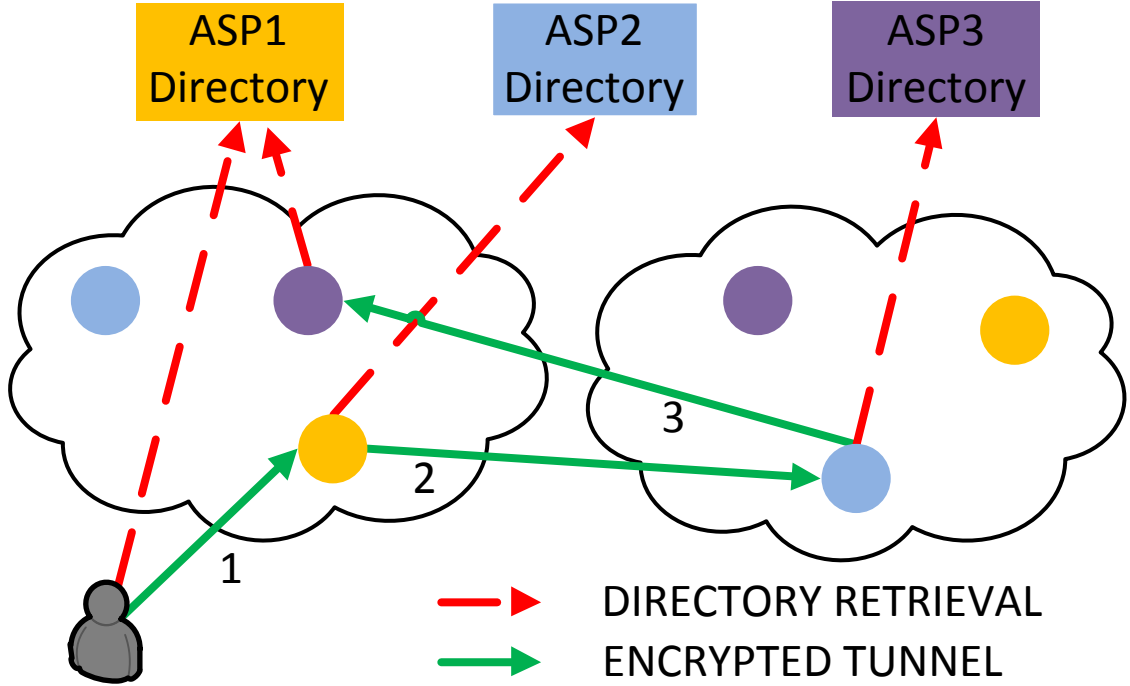 ASP1
Directory
ASP2
Directory
ASP3
Directory
3
2
1
DIRECTORY RETRIEVAL
ENCRYPTED TUNNEL